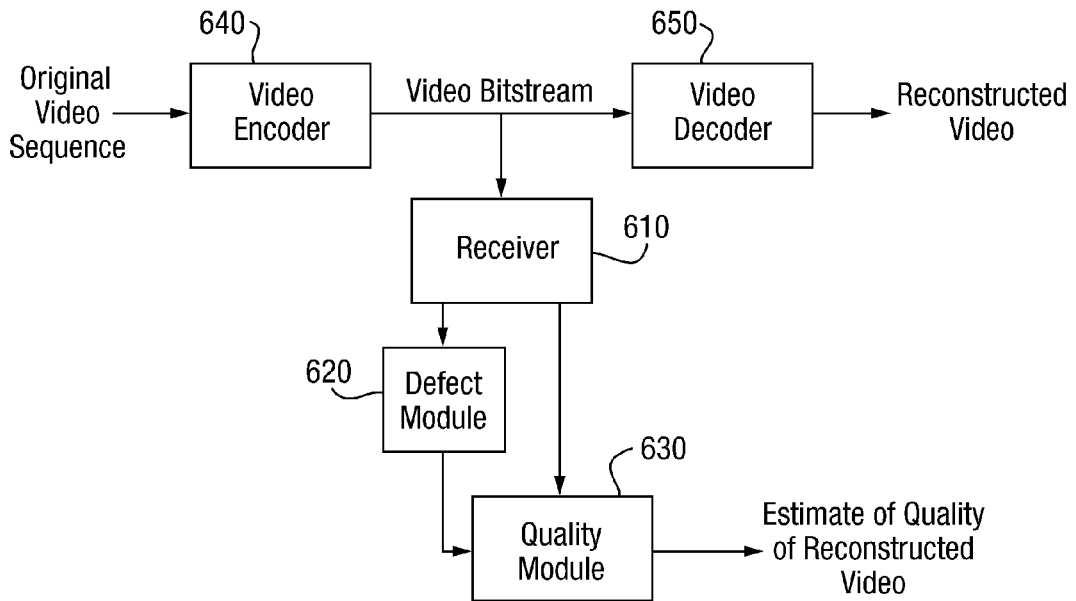 640
650
Original
Video
Sequence
Video
Encoder
Video Bitstream
Video
Decoder
Reconstructed
Video
Receiver
610
620
Defect
Module
630
Quality
Module
Estimate of Quality
of Reconstructed
Video